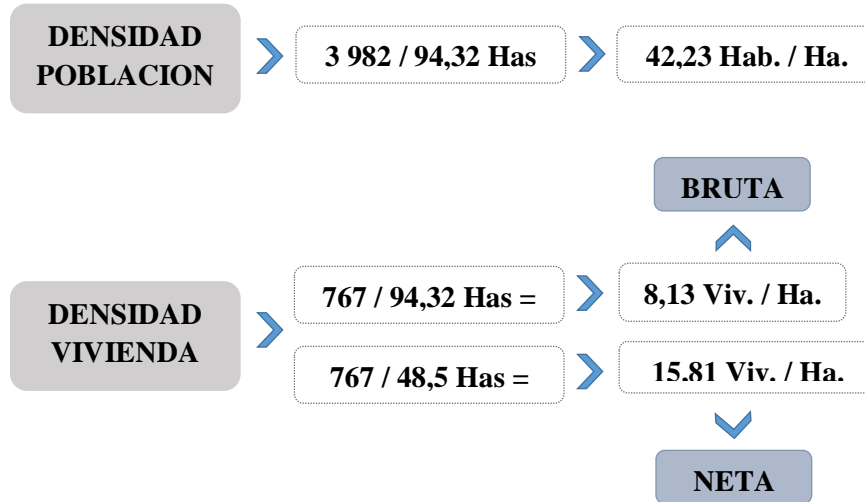 DENSIDAD
POBLACION
3 982 / 94,32 Has
42,23 Hab. / Ha.
BRUTA
DENSIDAD
VIVIENDA
767 / 94,32 Has =
8,13 Viv. / Ha.
767 / 48,5 Has =
15,81 Viv. / Ha.
NETA